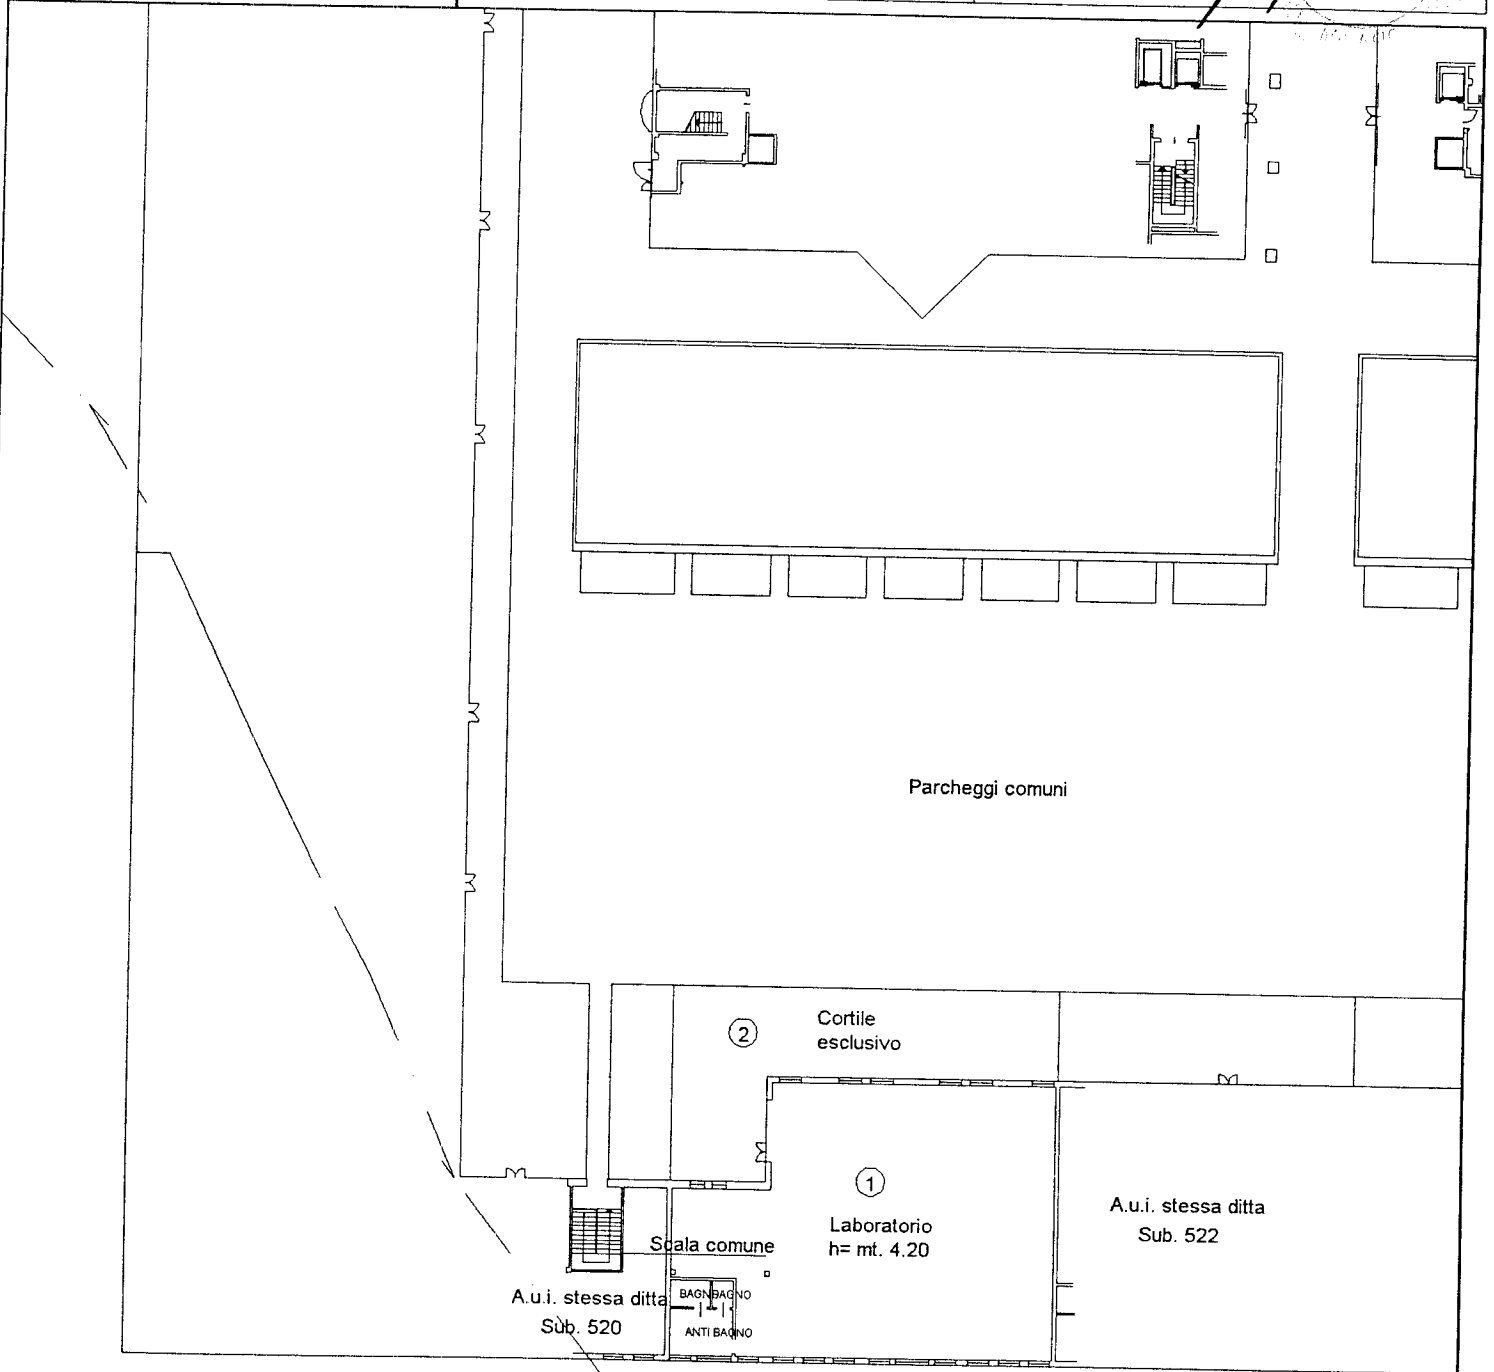 Parcheggi comuni
2
Cortile
esclusivo
1
Laboratorio
h= mt. 4.20
A.u.i. stessa ditta
Sub. 522
Scala comune
A.u.i. stessa ditta
Sub. 520
BAGNO
BAGNO
ANTI BAGNO